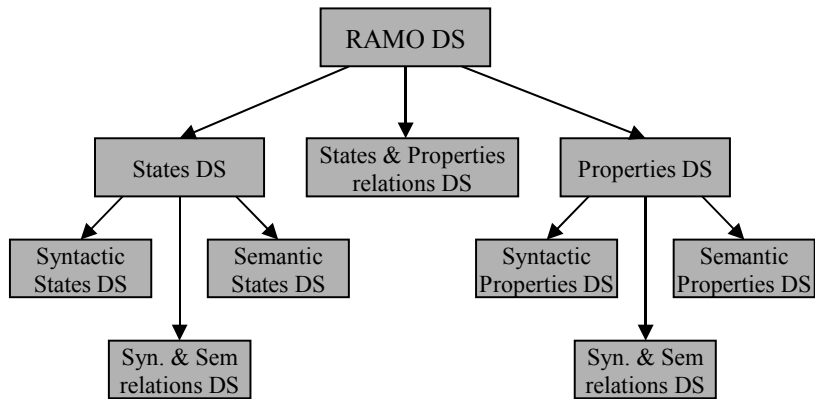 RAMO DS
States DS
States & Properties
relations DS
Properties DS
Syntactic
States DS
Semantic
States DS
Syntactic
Properties DS
Semantic
Properties DS
Syn. & Sem
relations DS
Syn. & Sem
relations DS